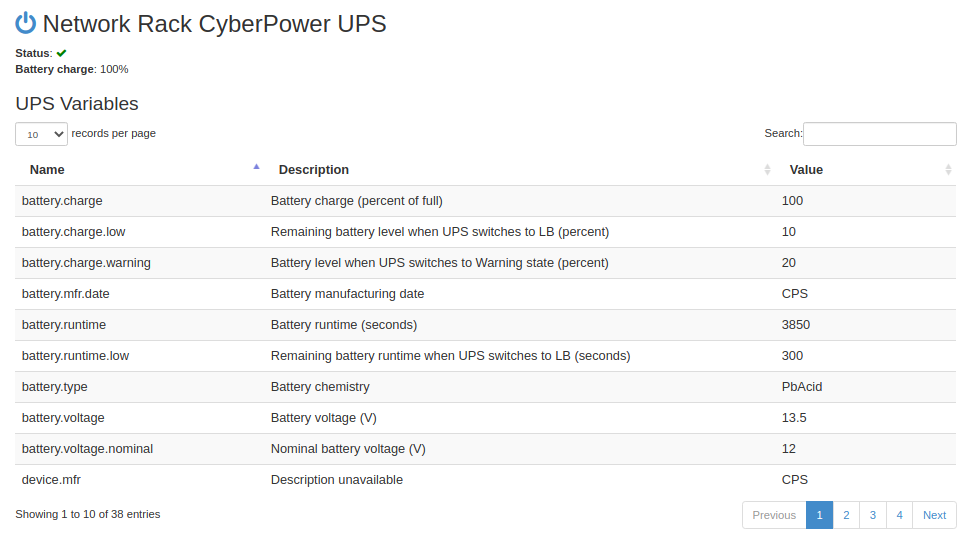 Network Rack CyberPower UPS
Status:
Battery charge: 100%
UPS Variables
10 records per page Search:
Name Description Value
battery.charge Battery charge (percent of full) 100
battery.charge.low Remaining battery level when UPS switches to LB (percent) 10
battery.charge.warning Battery level when UPS switches to Warning state (percent) 20
battery.mfr.date Battery manufacturing date CPS
battery.runtime Battery runtime (seconds) 3850
battery.runtime.low Remaining battery runtime when UPS switches to LB (seconds) 300
battery.type Battery chemistry PbAcid
battery.voltage Battery voltage (V) 13.5
battery.voltage.nominal Nominal battery voltage (V) 12
device.mfr Description unavailable CPS
Showing 1 to 10 of 38 entries Previous 1 2 3 4 Next